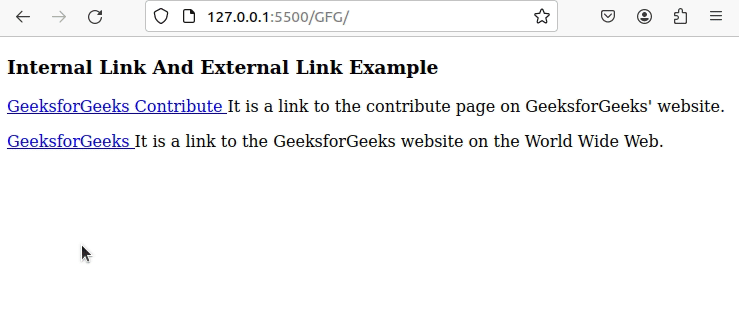 127.0.0.1:5500/GFG/
Internal Link And External Link Example
GeeksforGeeks Contribute It is a link to the contribute page on GeeksforGeeks' website.
GeeksforGeeks It is a link to the GeeksforGeeks website on the World Wide Web.